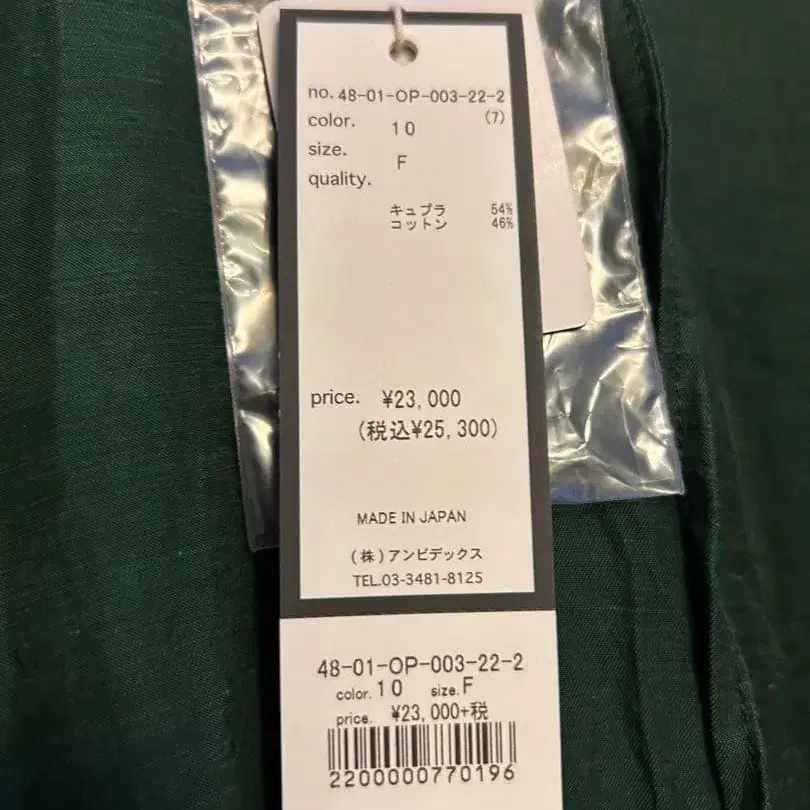 no. 48-01-OP-003-22-2
(7)
color. 10
size. F
quality.
キュプラ 54%
コットン 46%
price. ¥23,000
(税込¥25,300)
MADE IN JAPAN
(株)アンビデックス
TEL.03-3481-8125
48-01-OP-003-22-2
color. 10 size. F
price. ¥23,000+税
2200000770196